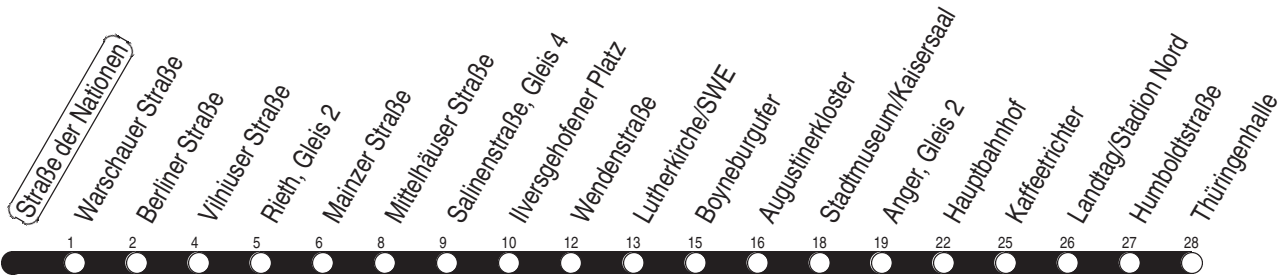 Straße der Nationen
Warschauer Straße
Berliner Straße
Vilniuser Straße
Rieth, Gleis 2
Mainzer Straße
Mittelhäuser Straße
Salinenstraße, Gleis 4
Ilversgehofener Platz
Wendenstraße
Lutherkirche/SWE
Boyneburgufer
Augustinerkloster
Stadtmuseum/Kaisersaal
Anger, Gleis 2
Hauptbahnhof
Kaffeetrichter
Landtag/Stadion Nord
Humboldtstraße
Thüringenhalle
1 2 4 5 6 8 9 10 12 13 15 16 18 19 22 25 26 27 28